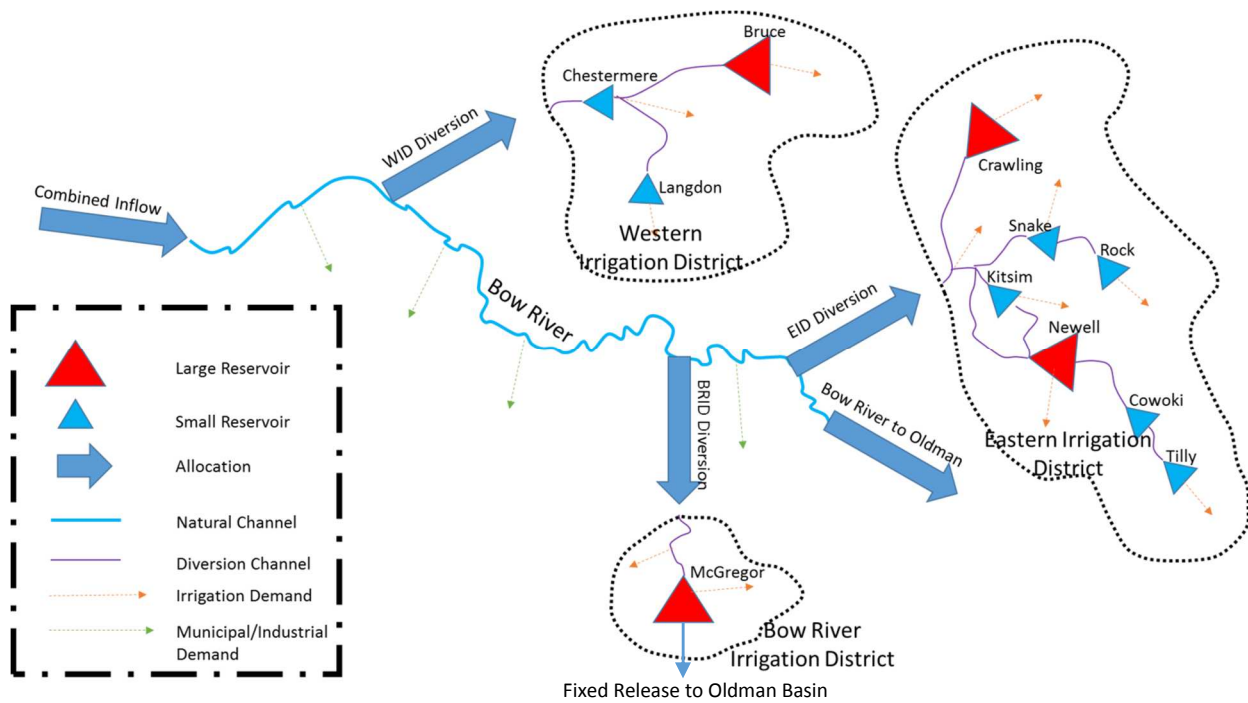 Bruce
Chestermere
Langdon
Western
Irrigation District
WID Diversion
Combined Inflow
Bow River
EID Diversion
BRID Diversion
Bow River to Oldman
Crawling
Snake
Rock
Kitsim
Newell
Cowoki
Eastern Irrigation
District
Tilly
McGregor
Bow River
Irrigation District
Fixed Release to Oldman Basin
Large Reservoir
Small Reservoir
Allocation
Natural Channel
Diversion Channel
Irrigation Demand
Municipal/Industrial
Demand